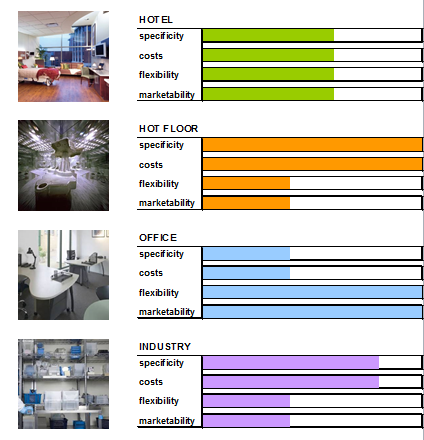 HOTEL
specificity
costs
flexibility
marketability
HOT FLOOR
specificity
costs
flexibility
marketability
OFFICE
specificity
costs
flexibility
marketability
INDUSTRY
specificity
costs
flexibility
marketability